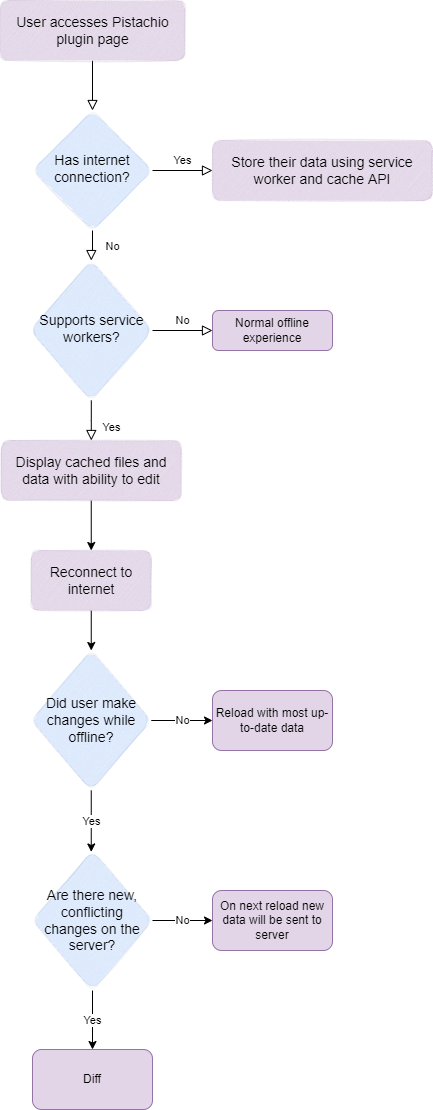 User accesses Pistachio
plugin page
Has internet
connection?
Yes
Store their data using service
worker and cache API
No
Supports service
workers?
No
Normal offline
experience
Yes
Display cached files and
data with ability to edit
Reconnect to
internet
Did user make
changes while
offline?
No
Reload with most up-
to-date data
Yes
Are there new,
conflicting
changes on the
server?
No
On next reload new
data will be sent to
server
Yes
Diff